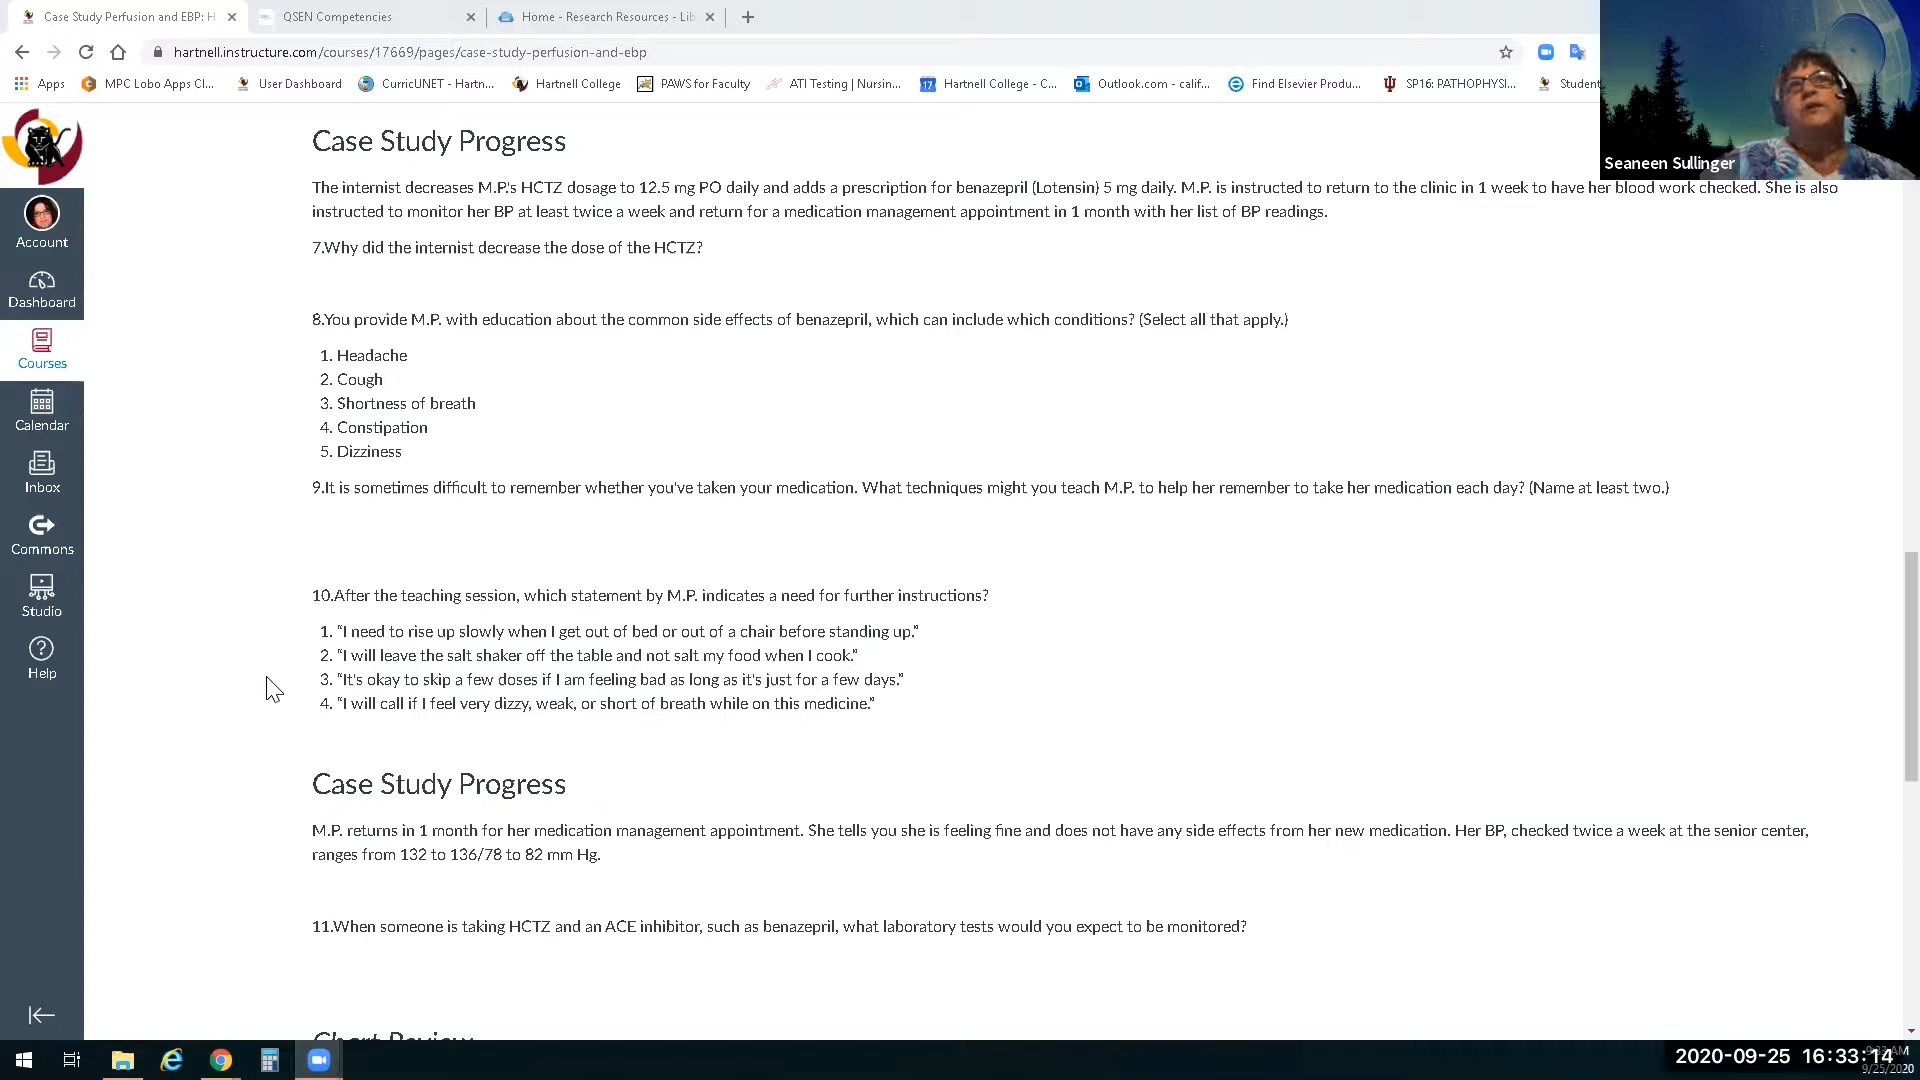 Case Study Perfusion and EBP: H
QSEN Competencies
Home - Research Resources - Lib
hartnell.instructure.com/courses/17669/pages/case-study-perfusion-and-ebp
Apps
MPC Lobo Apps Cl...
User Dashboard
CurricUNET - Hartn...
Hartnell College
PAWS for Faculty
ATI Testing | Nursin...
Hartnell College - C...
Outlook.com - calif...
Find Elsevier Produ...
SP16: PATHOPHYSI...
Student
Seaneen Sullinger
Account
Dashboard
Courses
Calendar
Inbox
Commons
Studio
Help
Case Study Progress
The internist decreases M.P.'s HCTZ dosage to 12.5 mg PO daily and adds a prescription for benazepril (Lotensin) 5 mg daily. M.P. is instructed to return to the clinic in 1 week to have her blood work checked. She is also
instructed to monitor her BP at least twice a week and return for a medication management appointment in 1 month with her list of BP readings.
7.Why did the internist decrease the dose of the HCTZ?
8.You provide M.P. with education about the common side effects of benazepril, which can include which conditions? (Select all that apply.)
1. Headache
2. Cough
3. Shortness of breath
4. Constipation
5. Dizziness
9.It is sometimes difficult to remember whether you've taken your medication. What techniques might you teach M.P. to help her remember to take her medication each day? (Name at least two.)
10.After the teaching session, which statement by M.P. indicates a need for further instructions?
1. “I need to rise up slowly when I get out of bed or out of a chair before standing up.”
2. “I will leave the salt shaker off the table and not salt my food when I cook.”
3. “It's okay to skip a few doses if I am feeling bad as long as it's just for a few days.”
4. “I will call if I feel very dizzy, weak, or short of breath while on this medicine.”
Case Study Progress
M.P. returns in 1 month for her medication management appointment. She tells you she is feeling fine and does not have any side effects from her new medication. Her BP, checked twice a week at the senior center,
ranges from 132 to 136/78 to 82 mm Hg.
11.When someone is taking HCTZ and an ACE inhibitor, such as benazepril, what laboratory tests would you expect to be monitored?
Chart Review
2020-09-25 16:33:14
9/25/2020